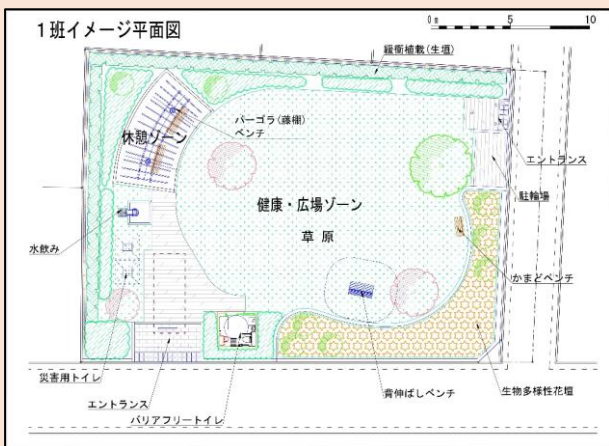 1班イメージ平面図
0m 5 10
緩衝植栽(生垣)
パーゴラ(藤棚)
ベンチ
休憩ゾーン
エントランス
駐輪場
健康・広場ゾーン
草原
水飲み
かまどベンチ
災害用トイレ
エントランス
バリアフリートイレ
背伸ばしベンチ
生物多様性花壇